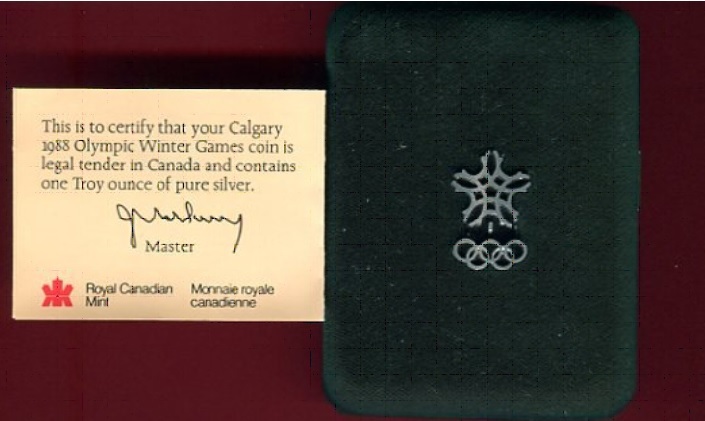 This is to certify that your Calgary
1988 Olympic Winter Games coin is
legal tender in Canada and contains
one Troy ounce of pure silver.
Master
Royal Canadian Monnaie royale
Mint canadienne